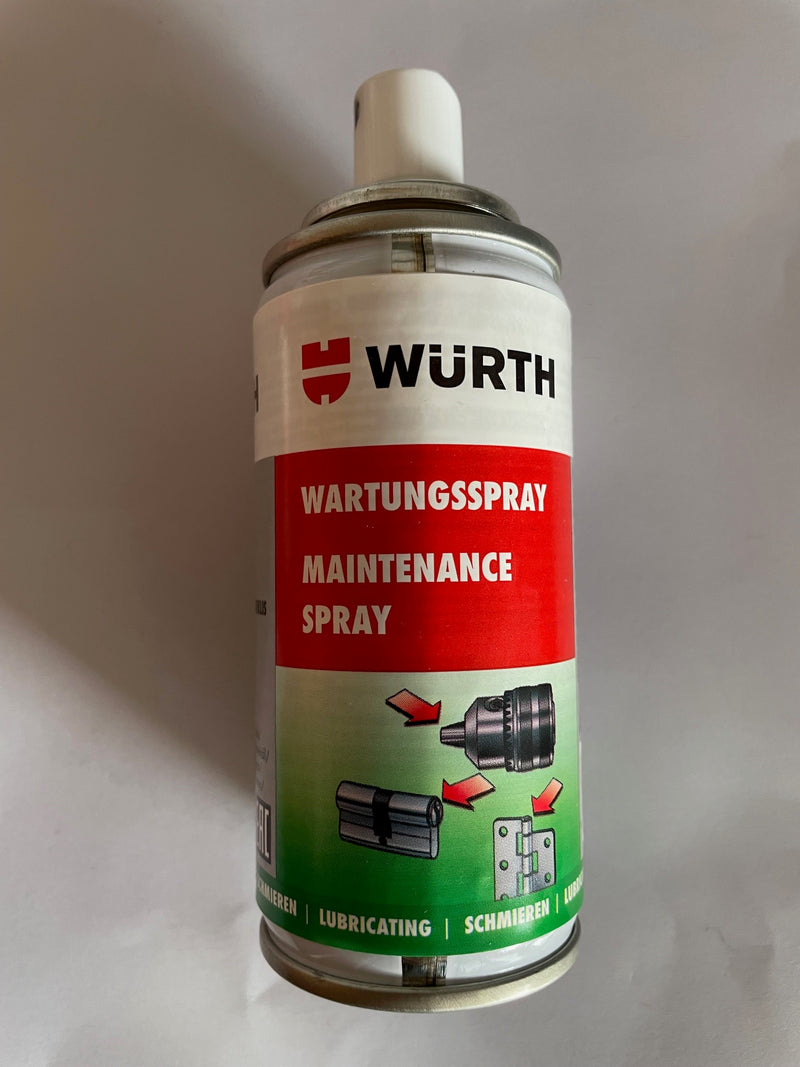 WÜRTH
WARTUNGSSPRAY
MAINTENANCE
SPRAY
SCHMIEREN | LUBRICATING | SCHMIEREN |